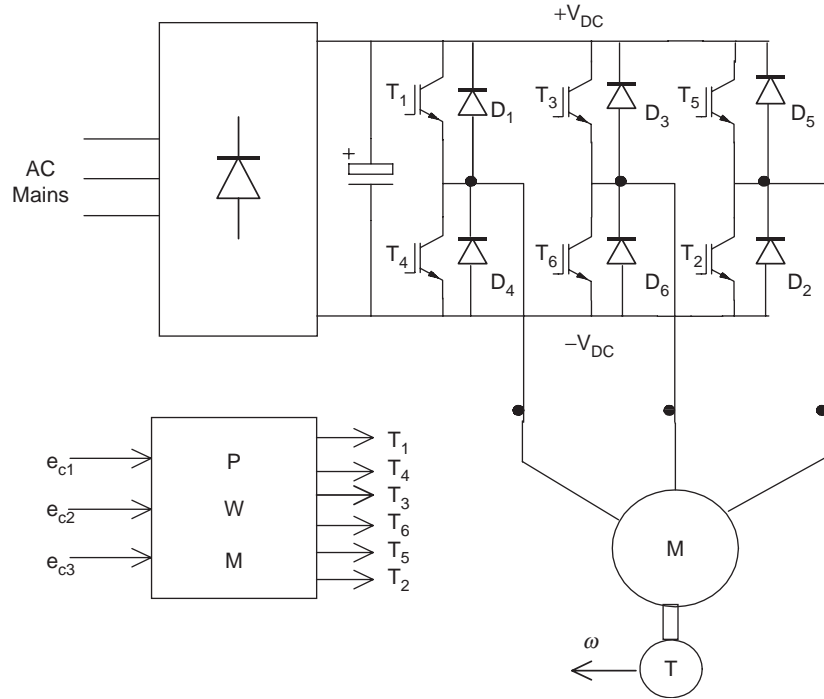 +V_DC
T_1
D_1
T_3
D_3
T_5
D_5
+
AC
Mains
T_4
D_4
T_6
D_6
T_2
D_2
−V_DC
e_c1
e_c2
e_c3
P
W
M
T_1
T_4
T_3
T_6
T_5
T_2
M
ω
T